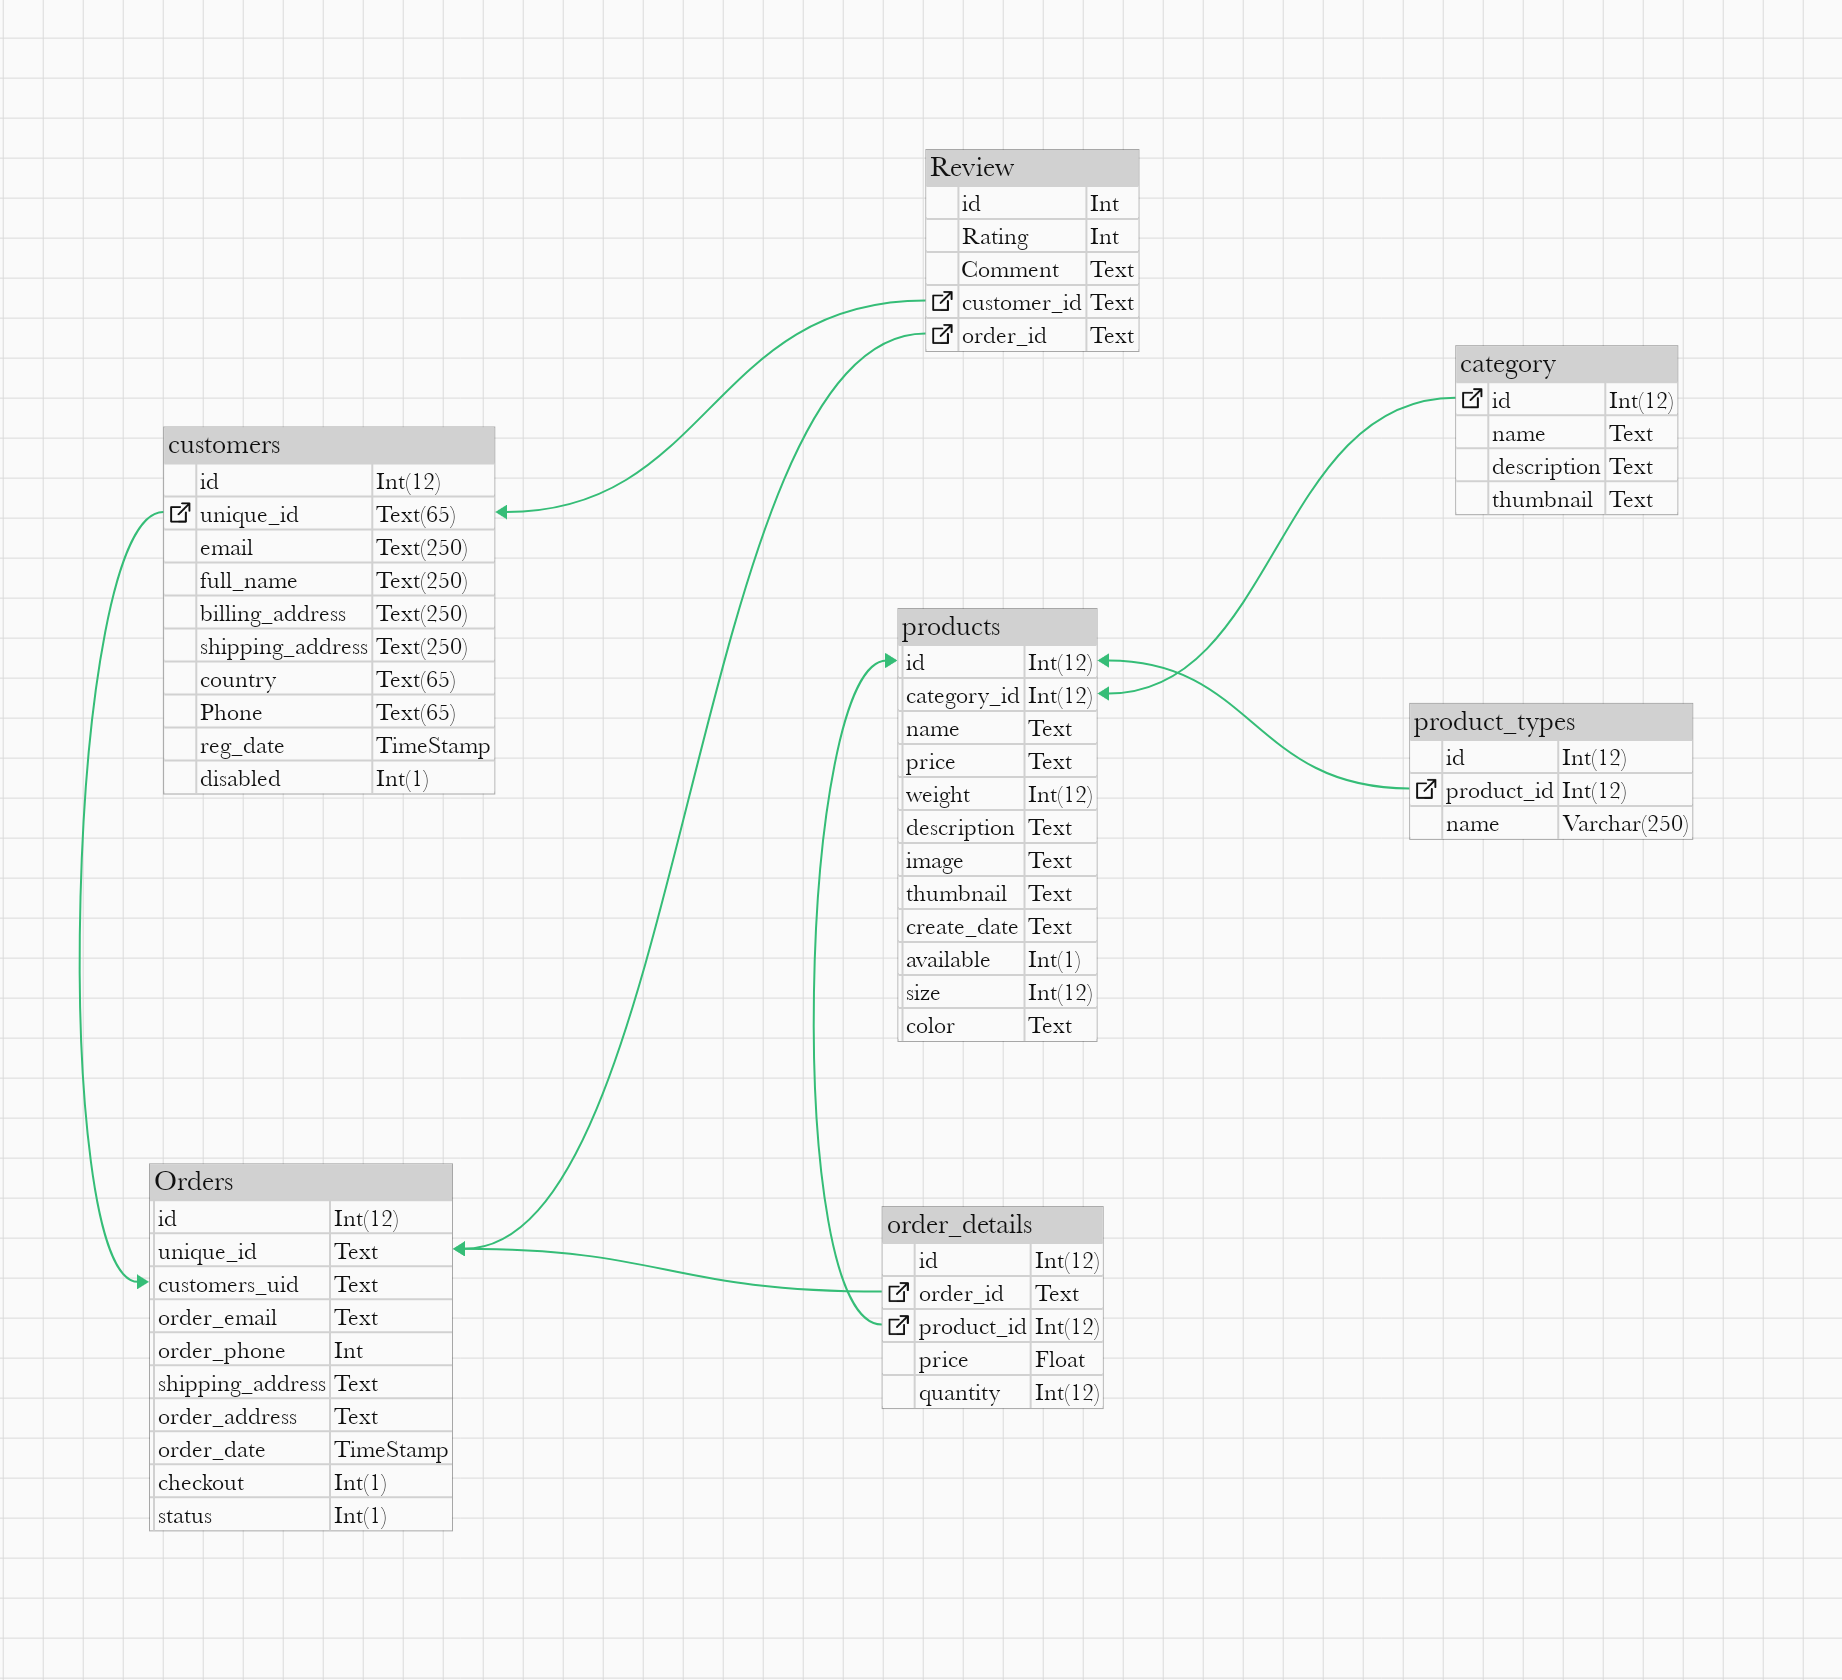 Review
id Int
Rating Int
Comment Text
customer_id Text
order_id Text
category
id Int(12)
name Text
description Text
thumbnail Text
customers
id Int(12)
unique_id Text(65)
email Text(250)
full_name Text(250)
billing_address Text(250)
shipping_address Text(250)
country Text(65)
Phone Text(65)
reg_date TimeStamp
disabled Int(1)
products
id Int(12)
category_id Int(12)
name Text
price Text
weight Int(12)
description Text
image Text
thumbnail Text
create_date Text
available Int(1)
size Int(12)
color Text
product_types
id Int(12)
product_id Int(12)
name Varchar(250)
Orders
id Int(12)
unique_id Text
customers_uid Text
order_email Text
order_phone Int
shipping_address Text
order_address Text
order_date TimeStamp
checkout Int(1)
status Int(1)
order_details
id Int(12)
order_id Text
product_id Int(12)
price Float
quantity Int(12)